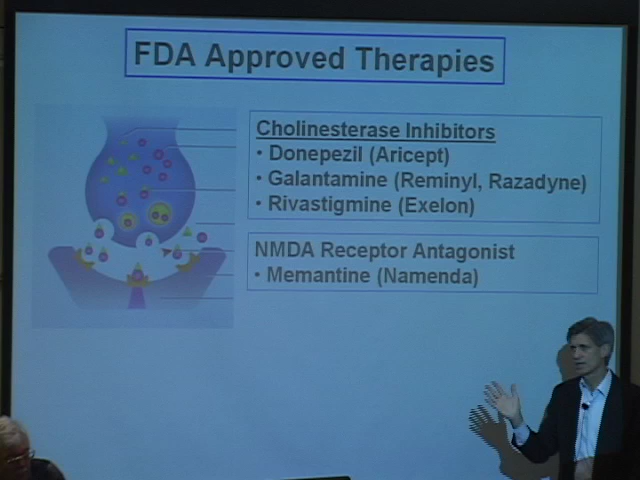 FDA Approved Therapies
Cholinesterase Inhibitors
• Donepezil (Aricept)
• Galantamine (Reminyl, Razadyne)
• Rivastigmine (Exelon)
NMDA Receptor Antagonist
• Memantine (Namenda)